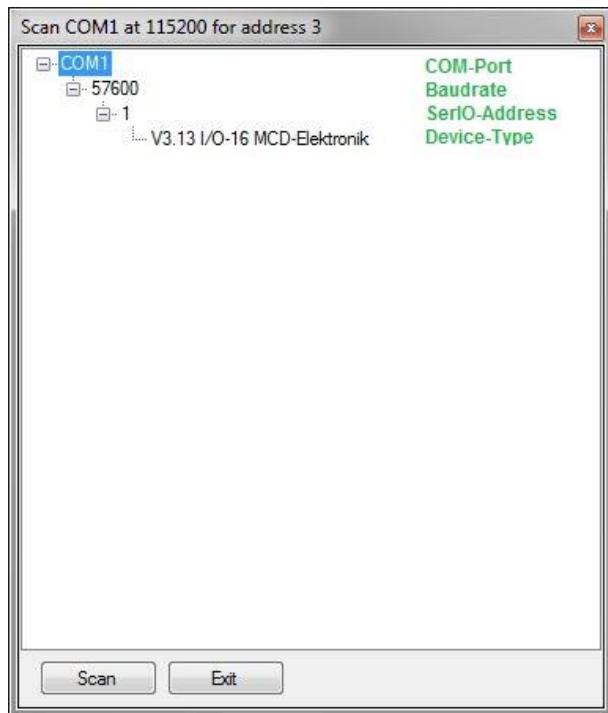 Scan COM1 at 115200 for address 3
COM1 COM-Port
57600 Baudrate
1 SerIO-Address
V3.13 I/O-16 MCD-Elektronik Device-Type
Scan Exit